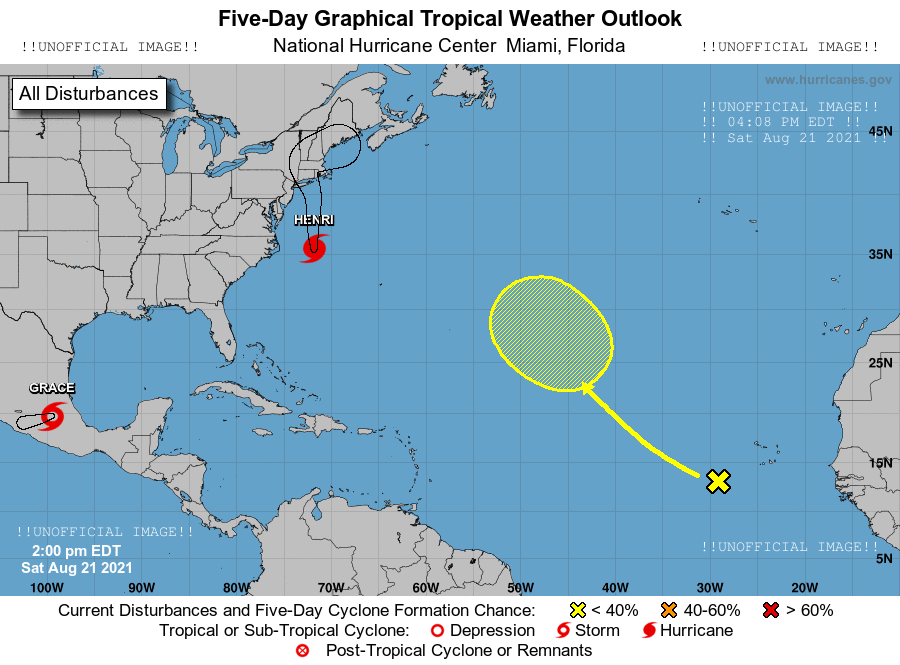 Five-Day Graphical Tropical Weather Outlook
!!UNOFFICIAL IMAGE!! National Hurricane Center  Miami, Florida !!UNOFFICIAL IMAGE!!
All Disturbances
www.hurricanes.gov
!!UNOFFICIAL IMAGE!!
!! 04:08 PM EDT !!
!! Sat Aug 21 2021 !!
45N
HENRI
35N
25N
GRACE
15N
!!UNOFFICIAL IMAGE!!
2:00 pm EDT
Sat Aug 21 2021
!!UNOFFICIAL IMAGE!!
5N
100W 90W 80W 70W 60W 50W 40W 30W 20W
Current Disturbances and Five-Day Cyclone Formation Chance: < 40% 40-60% > 60%
Tropical or Sub-Tropical Cyclone: Depression Storm Hurricane
Post-Tropical Cyclone or Remnants